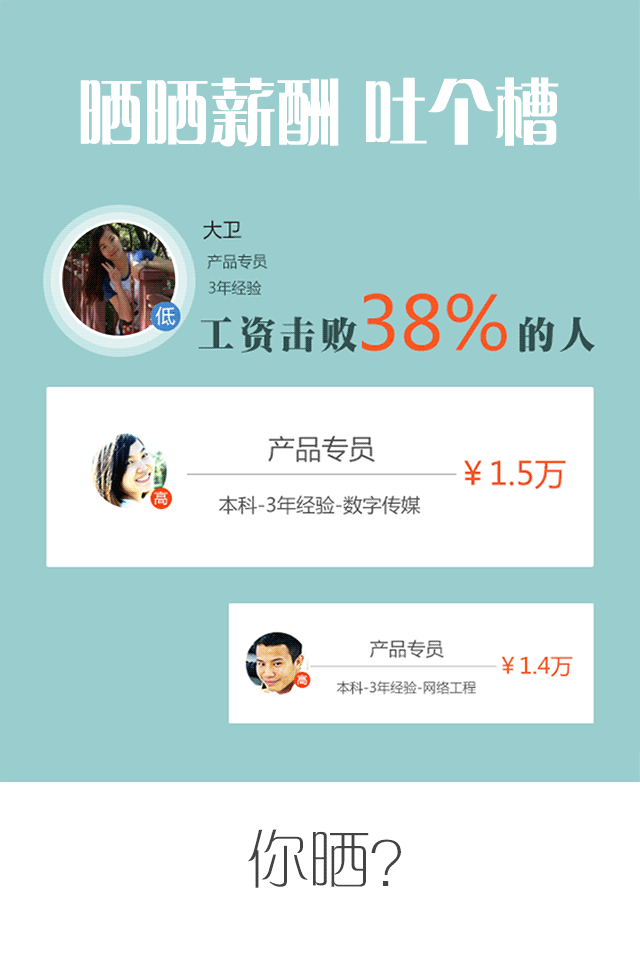 晒晒薪酬 吐个槽
大卫
产品专员
3年经验
低
工资击败38%的人
产品专员
¥1.5万
高
本科-3年经验-数字传媒
产品专员
¥1.4万
高
本科-3年经验-网络工程
你晒?